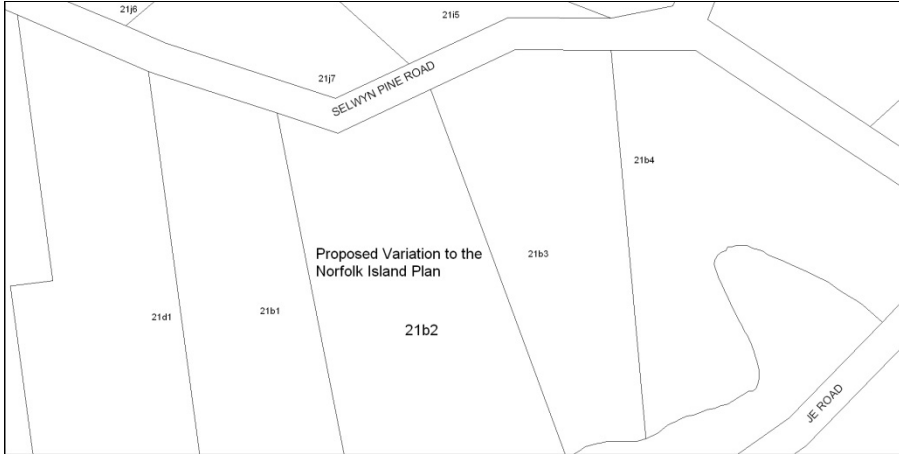 21j6
21i5
21j7
SELWYN PINE ROAD
21b4
Proposed Variation to the
Norfolk Island Plan
21b3
21d1
21b1
21b2
JE ROAD